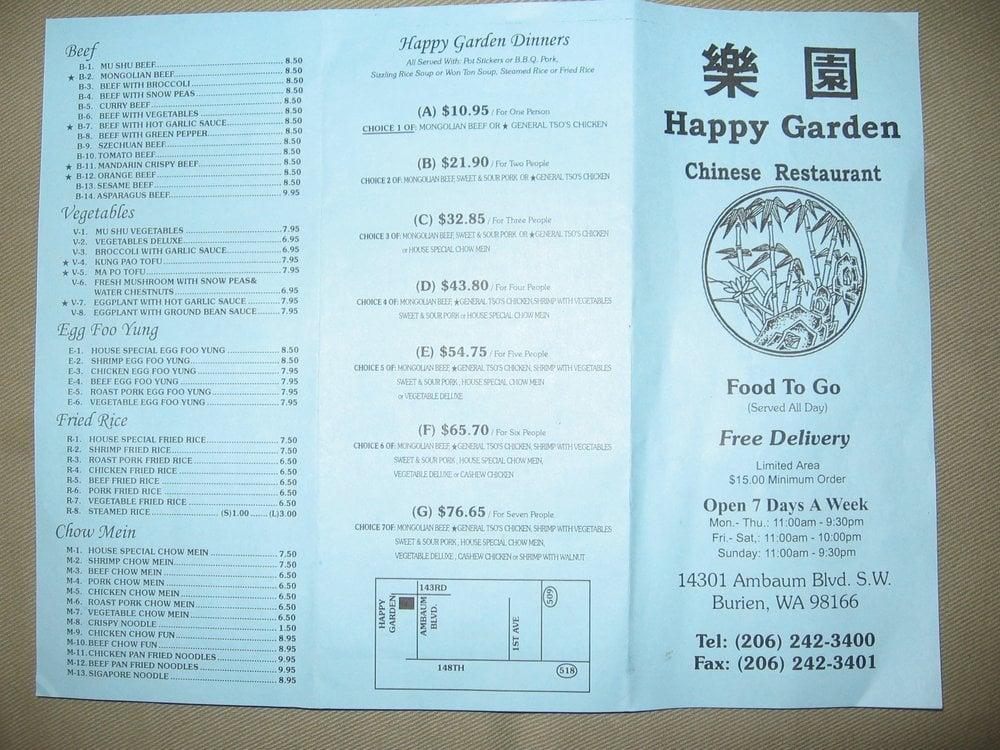 Beef
B-1. MU SHU BEEF 8.50
★ B-2. MONGOLIAN BEEF 8.50
B-3. BEEF WITH BROCCOLI 8.50
B-4. BEEF WITH SNOW PEAS 8.50
B-5. CURRY BEEF 8.50
B-6. BEEF WITH VEGETABLES 8.50
★ B-7. BEEF WITH HOT GARLIC SAUCE 8.50
B-8. BEEF WITH GREEN PEPPER 8.50
B-9. SZECHUAN BEEF 8.50
B-10. TOMATO BEEF 8.50
★ B-11. MANDARIN CRISPY BEEF 8.50
★ B-12. ORANGE BEEF 8.50
B-13. SESAME BEEF 8.50
B-14. ASPARAGUS BEEF 9.95
Vegetables
V-1. MU SHU VEGETABLES 7.95
V-2. VEGETABLES DELUXE 6.95
V-3. BROCCOLI WITH GARLIC SAUCE 6.95
★ V-4. KUNG PAO TOFU 7.95
★ V-5. MA PO TOFU 7.95
V-6. FRESH MUSHROOM WITH SNOW PEAS&
WATER CHESTNUTS 6.95
★ V-7. EGGPLANT WITH HOT GARLIC SAUCE 7.95
V-8. EGGPLANT WITH GROUND BEAN SAUCE 7.95
Egg Foo Yung
E-1. HOUSE SPECIAL EGG FOO YUNG 8.50
E-2. SHRIMP EGG FOO YUNG 8.50
E-3. CHICKEN EGG FOO YUNG 7.95
E-4. BEEF EGG FOO YUNG 7.95
E-5. ROAST PORK EGG FOO YUNG 7.95
E-6. VEGETABLE EGG FOO YUNG 7.95
Fried Rice
R-1. HOUSE SPECIAL FRIED RICE 7.50
R-2. SHRIMP FRIED RICE 7.50
R-3. ROAST PORK FRIED RICE 6.50
R-4. CHICKEN FRIED RICE 6.50
R-5. BEEF FRIED RICE 6.50
R-6. PORK FRIED RICE 6.50
R-7. VEGETABLE FRIED RICE 6.50
R-8. STEAMED RICE (S)1.00 (L)3.00
Chow Mein
M-1. HOUSE SPECIAL CHOW MEIN 7.50
M-2. SHRIMP CHOW MEIN 7.50
M-3. BEEF CHOW MEIN 6.50
M-4. PORK CHOW MEIN 6.50
M-5. CHICKEN CHOW MEIN 6.50
M-6. ROAST PORK CHOW MEIN 6.50
M-7. VEGETABLE CHOW MEIN 6.50
M-8. CRISPY NOODLE 1.50
M-9. CHICKEN CHOW FUN 8.95
M-10. BEEF CHOW FUN 8.95
M-11. CHICKEN PAN FRIED NOODLES 9.95
M-12. BEEF PAN FRIED NOODLES 9.95
M-13. SIGAPORE NOODLE 8.95
Happy Garden Dinners
All Served With: Pot Stickers or B.B.Q. Pork,
Sizzling Rice Soup or Won Ton Soup, Steamed Rice or Fried Rice
(A) $10.95 / For One Person
CHOICE 1 OF: MONGOLIAN BEEF OR ★ GENERAL TSO'S CHICKEN
(B) $21.90 / For Two People
CHOICE 2 OF: MONGOLIAN BEEF, SWEET & SOUR PORK OR ★GENERAL TSO'S CHICKEN
(C) $32.85 / For Three People
CHOICE 3 OF: MONGOLIAN BEEF, SWEET & SOUR PORK OR ★GENERAL TSO'S CHICKEN
or HOUSE SPECIAL CHOW MEIN
(D) $43.80 / For Four People
CHOICE 4 OF: MONGOLIAN BEEF, ★GENERAL TSO'S CHICKEN,SHRIMP WITH VEGETABLES
SWEET & SOUR PORK or HOUSE SPECIAL CHOW MEIN
(E) $54.75 / For Five People
CHOICE 5 OF: MONGOLIAN BEEF, ★GENERAL TSO'S CHICKEN, SHRIMP WITH VEGETABLES
SWEET & SOUR PORK , HOUSE SPECIAL CHOW MEIN
or VEGETABLE DELUXE
(F) $65.70 / For Six People
CHOICE 6 OF: MONGOLIAN BEEF, ★GENERAL TSO'S CHICKEN, SHRIMP WITH VEGETABLES
SWEET & SOUR PORK , HOUSE SPECIAL CHOW MEIN,
VEGETABLE DELUXE or CASHEW CHICKEN
(G) $76.65 / For Seven People
CHOICE 7OF: MONGOLIAN BEEF, ★GENERAL TSO'S CHICKEN, SHRIMP WITH VEGETABLES
SWEET & SOUR PORK , HOUSE SPECIAL CHOW MEIN,
VEGETABLE DELUXE , CASHEW CHICKEN or SHRIMP WITH WALNUT
143RD
HAPPY GARDEN
AMBAUM BLVD.
1ST AVE
509
148TH
518
樂園
Happy Garden
Chinese Restaurant
Food To Go
(Served All Day)
Free Delivery
Limited Area
$15.00 Minimum Order
Open 7 Days A Week
Mon.- Thu.: 11:00am - 9:30pm
Fri.- Sat,: 11:00am - 10:00pm
Sunday: 11:00am - 9:30pm
14301 Ambaum Blvd. S.W.
Burien, WA 98166
Tel: (206) 242-3400
Fax: (206) 242-3401